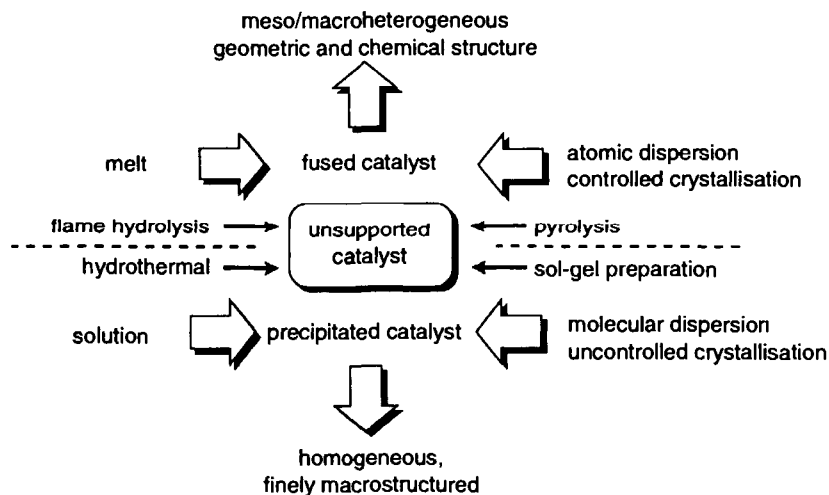 meso/macroheterogeneous
geometric and chemical structure
melt
fused catalyst
atomic dispersion
controlled crystallisation
flame hydrolysis
unsupported
catalyst
pyrolysis
hydrothermal
sol-gel preparation
solution
precipitated catalyst
molecular dispersion
uncontrolled crystallisation
homogeneous,
finely macrostructured